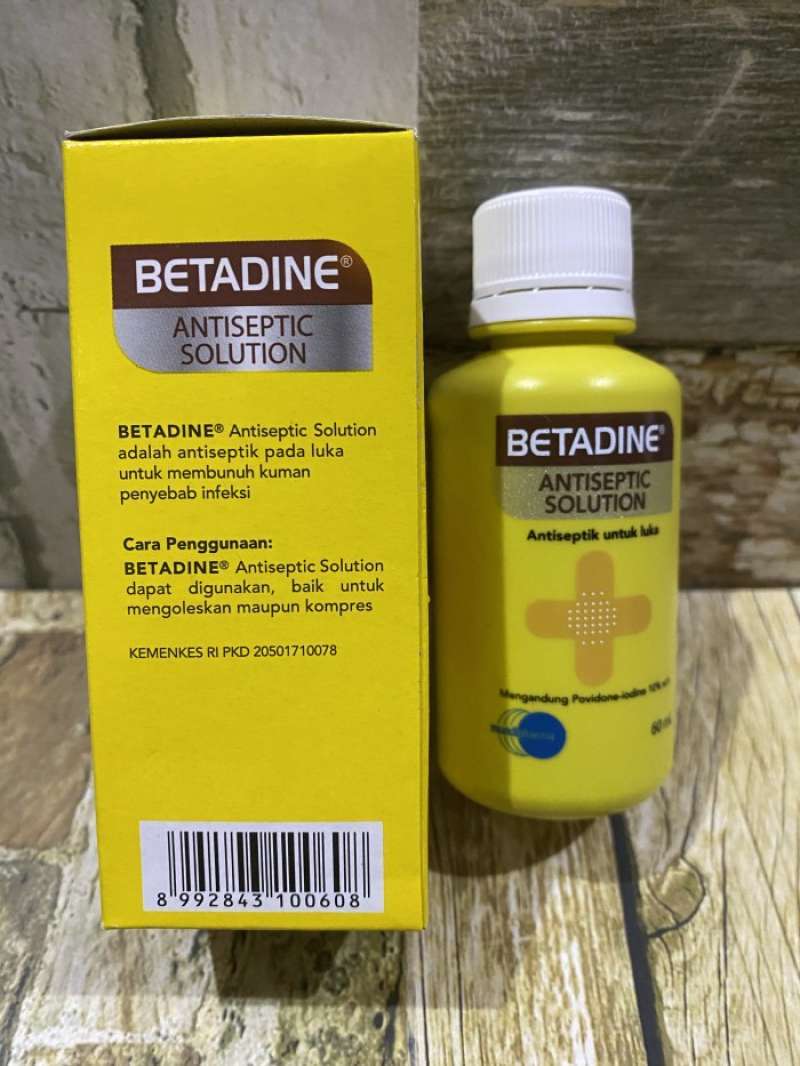 BETADINE®
ANTISEPTIC
SOLUTION
BETADINE® Antiseptic Solution
adalah antiseptik pada luka
untuk membunuh kuman
penyebab infeksi
Cara Penggunaan:
BETADINE® Antiseptic Solution
dapat digunakan, baik untuk
mengoleskan maupun kompres
KEMENKES RI PKD 20501710078
8 992843 100608
BETADINE®
ANTISEPTIC
SOLUTION
Antiseptik untuk luka
Mengandung Povidone-iodine 10%
60